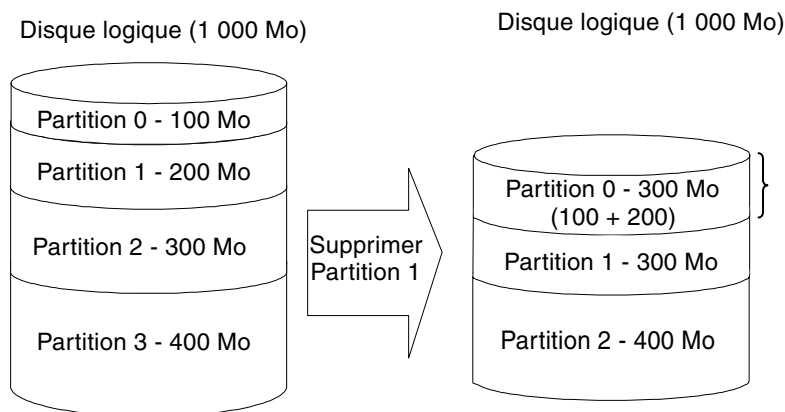 Disque logique (1 000 Mo)
Partition 0 - 100 Mo
Partition 1 - 200 Mo
Partition 2 - 300 Mo
Partition 3 - 400 Mo
Supprimer
Partition 1
Disque logique (1 000 Mo)
Partition 0 - 300 Mo
(100 + 200)
Partition 1 - 300 Mo
Partition 2 - 400 Mo